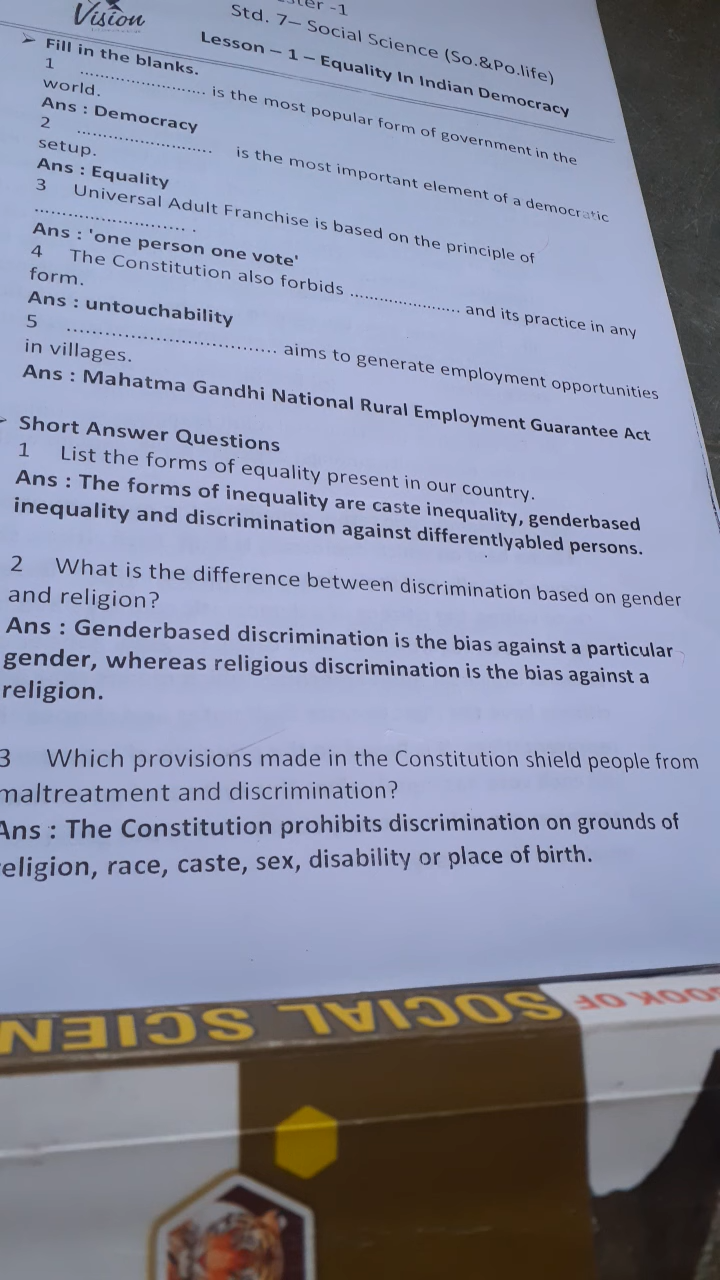 Vision
ter -1
Std. 7– Social Science (So.&Po.life)
Lesson – 1 – Equality In Indian Democracy
➢ Fill in the blanks.
1 ........................ is the most popular form of government in the
world.
Ans : Democracy
2 ........................ is the most important element of a democratic
setup.
Ans : Equality
3 Universal Adult Franchise is based on the principle of
.......................... .
Ans : 'one person one vote'
4 The Constitution also forbids ...................... and its practice in any
form.
Ans : untouchability
5 .................................. aims to generate employment opportunities
in villages.
Ans : Mahatma Gandhi National Rural Employment Guarantee Act
Short Answer Questions
1 List the forms of equality present in our country.
Ans : The forms of inequality are caste inequality, genderbased
inequality and discrimination against differentlyabled persons.
2 What is the difference between discrimination based on gender
and religion?
Ans : Genderbased discrimination is the bias against a particular
gender, whereas religious discrimination is the bias against a
religion.
3 Which provisions made in the Constitution shield people from
maltreatment and discrimination?
Ans : The Constitution prohibits discrimination on grounds of
eligion, race, caste, sex, disability or place of birth.
OOK OF
SOCIAL SCIEN